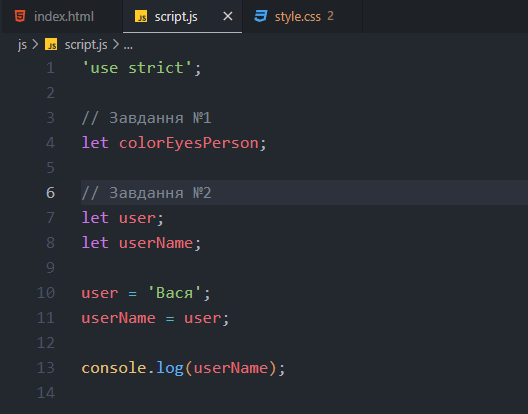 index.html
JS script.js ×
style.css 2
js > JS script.js > ...
1 'use strict';
2
3 // Завдання №1
4 let colorEyesPerson;
5
6 // Завдання №2
7 let user;
8 let userName;
9
10 user = 'Вася';
11 userName = user;
12
13 console.log(userName);
14